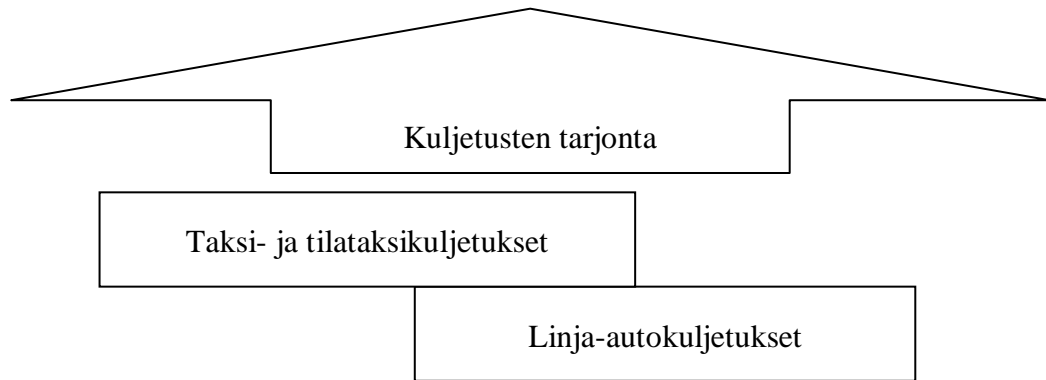 Kuljetusten tarjonta
Taksi- ja tilataksikuljetukset
Linja-autokuljetukset